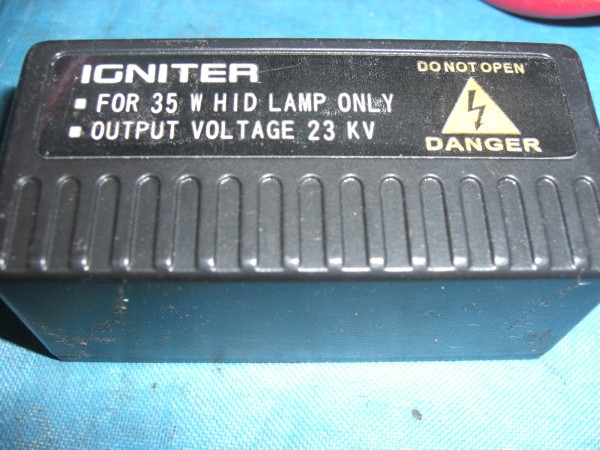 IGNITER
▪ FOR 35 W HID LAMP ONLY
▪ OUTPUT VOLTAGE 23 KV
DO NOT OPEN
DANGER